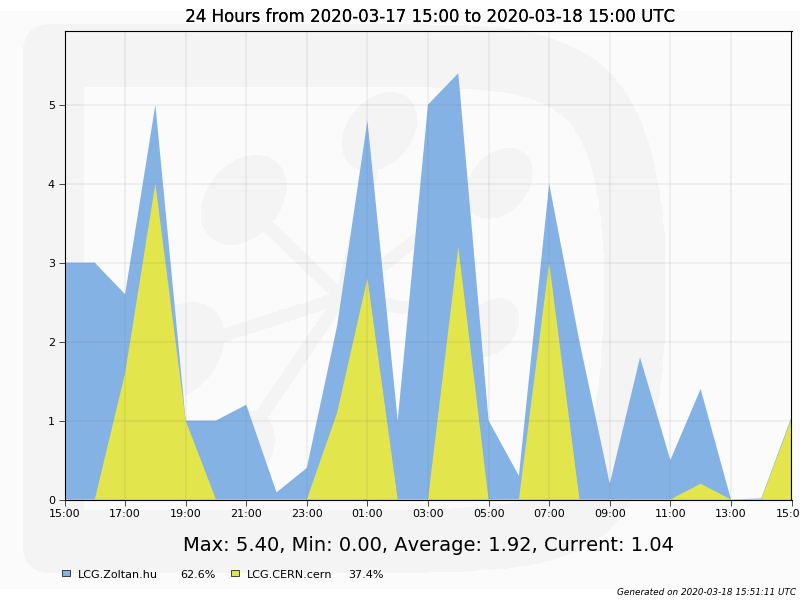 24 Hours from 2020-03-17 15:00 to 2020-03-18 15:00 UTC
5
4
3
2
1
0
15:00 17:00 19:00 21:00 23:00 01:00 03:00 05:00 07:00 09:00 11:00 13:00 15:0
Max: 5.40, Min: 0.00, Average: 1.92, Current: 1.04
LCG.Zoltan.hu 62.6% LCG.CERN.cern 37.4%
Generated on 2020-03-18 15:51:11 UTC